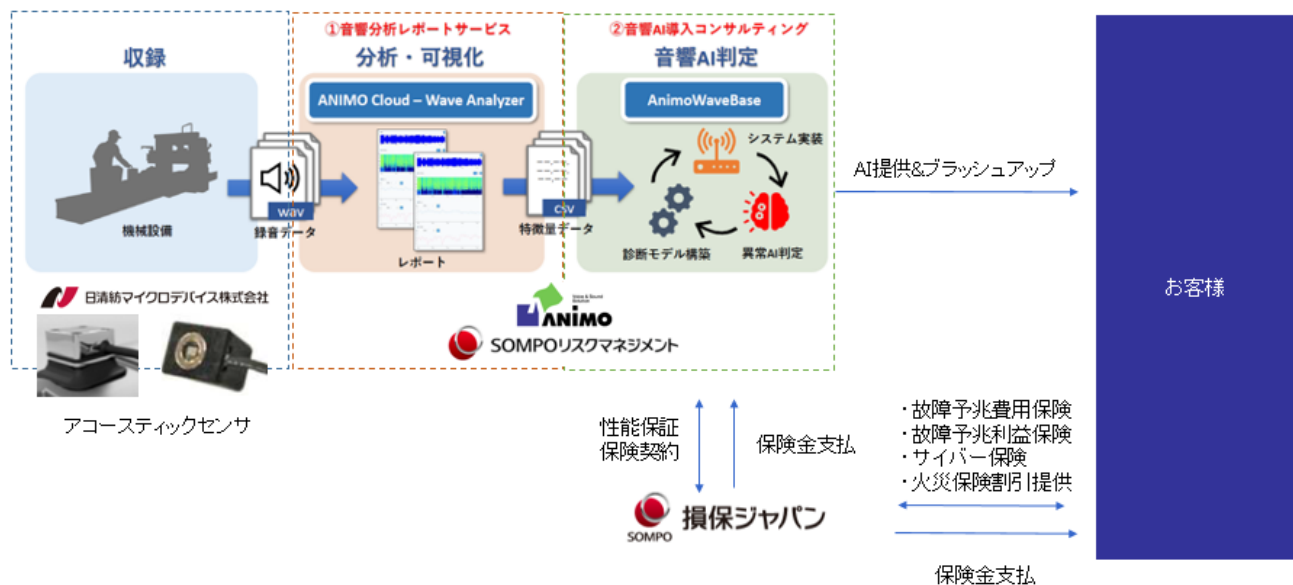 ①音響分析レポートサービス
②音響AI導入コンサルティング
収録
分析・可視化
音響AI判定
ANIMO Cloud – Wave Analyzer
AnimoWaveBase
システム実装
wav
csv
機械設備
録音データ
レポート
特徴量データ
診断モデル構築
異常AI判定
AI提供&ブラッシュアップ
お客様
日清紡マイクロデバイス株式会社
Voice & Sound
Solution
ANIMO
SOMPOリスクマネジメント
アコースティックセンサ
性能保証
保険契約
保険金支払
・故障予兆費用保険
・故障予兆利益保険
・サイバー保険
・火災保険割引提供
SOMPO
損保ジャパン
保険金支払